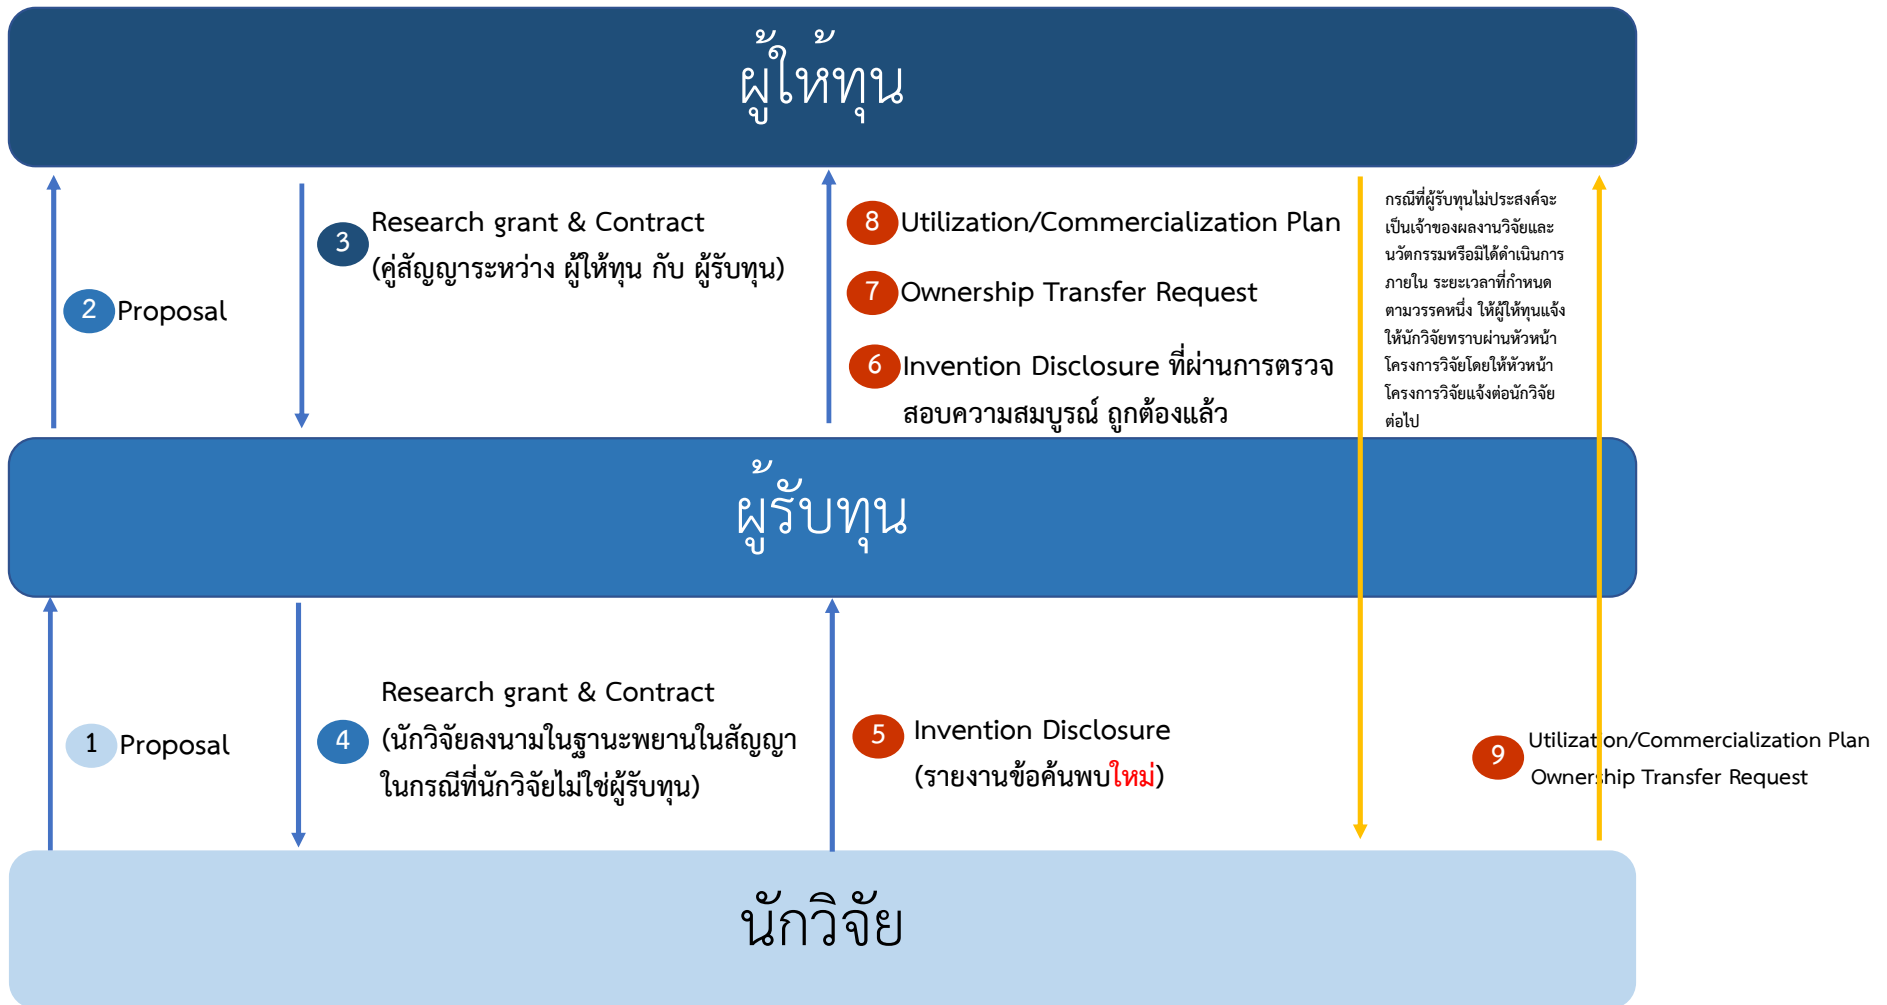 ผู้ให้ทุน
3
Research grant & Contract
(คู่สัญญาระหว่าง ผู้ให้ทุน กับ ผู้รับทุน)
2 Proposal
8 Utilization/Commercialization Plan
7 Ownership Transfer Request
6 Invention Disclosure ที่ผ่านการตรวจ
สอบความสมบูรณ์ ถูกต้องแล้ว
กรณีที่ผู้รับทุนไม่ประสงค์จะ
เป็นเจ้าของผลงานวิจัยและ
นวัตกรรมหรือมิได้ดำเนินการ
ภายใน ระยะเวลาที่กำหนด
ตามวรรคหนึ่ง ให้ผู้ให้ทุนแจ้ง
ให้นักวิจัยทราบผ่านหัวหน้า
โครงการวิจัยโดยให้หัวหน้า
โครงการวิจัยแจ้งต่อนักวิจัย
ต่อไป
ผู้รับทุน
1 Proposal
4
Research grant & Contract
(นักวิจัยลงนามในฐานะพยานในสัญญา
ในกรณีที่นักวิจัยไม่ใช่ผู้รับทุน)
5 Invention Disclosure
(รายงานข้อค้นพบใหม่)
9
Utilization/Commercialization Plan
Ownership Transfer Request
นักวิจัย